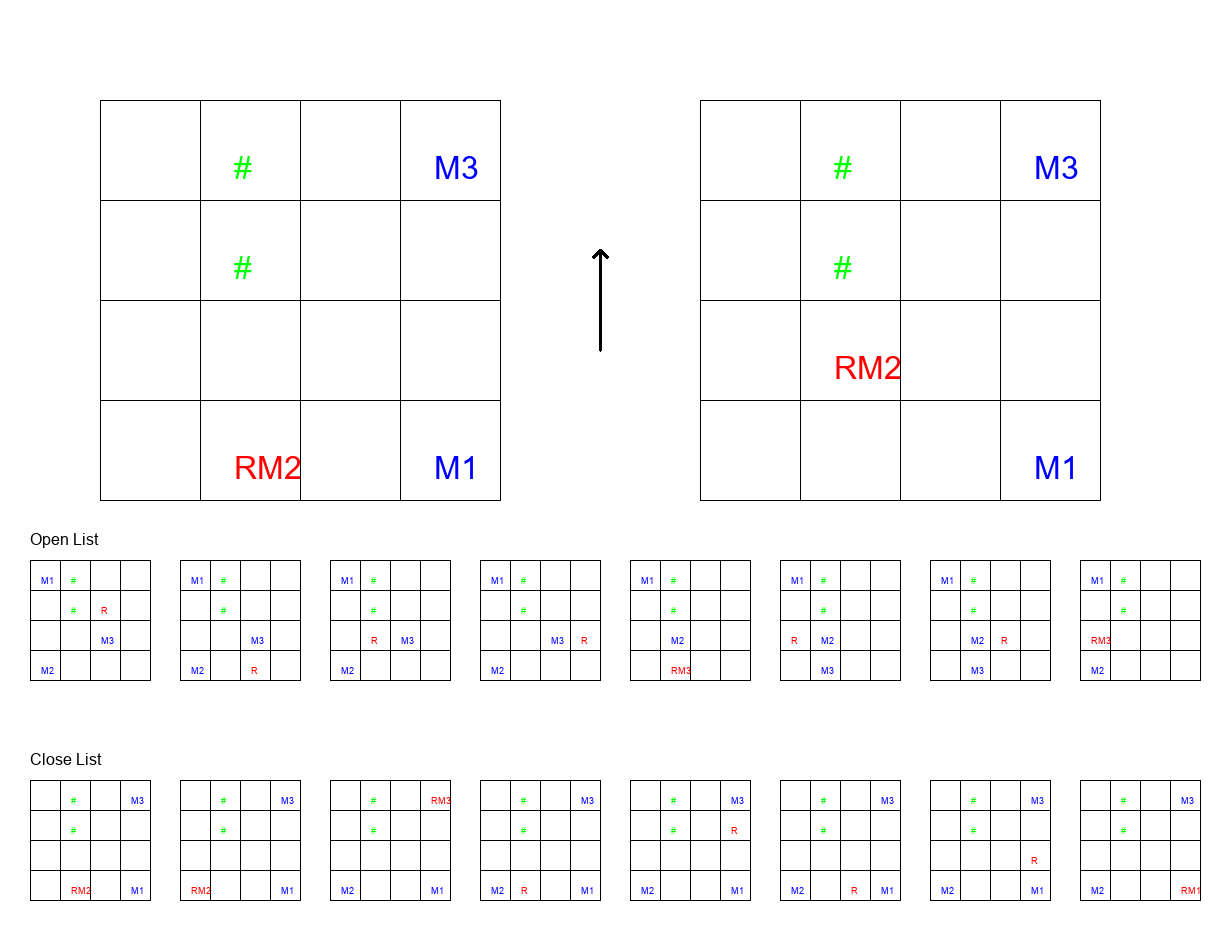 # M3 # M3
# #
RM2
RM2 M1 M1
Open List
M1 # M1 # M1 # M1 # M1 # M1 # M1 # M1 #
# R # # # # # # #
M3 M3 R M3 M3 R M2 R M2 M2 R RM3
M2 M2 R M2 M2 RM3 M3 M3 M2
Close List
# M3 # M3 # RM3 # M3 # M3 # M3 # M3 # M3
# # # # # R # # #
R
RM2 M1 RM2 M1 M2 M1 M2 R M1 M2 M1 M2 R M1 M2 M1 M2 RM1